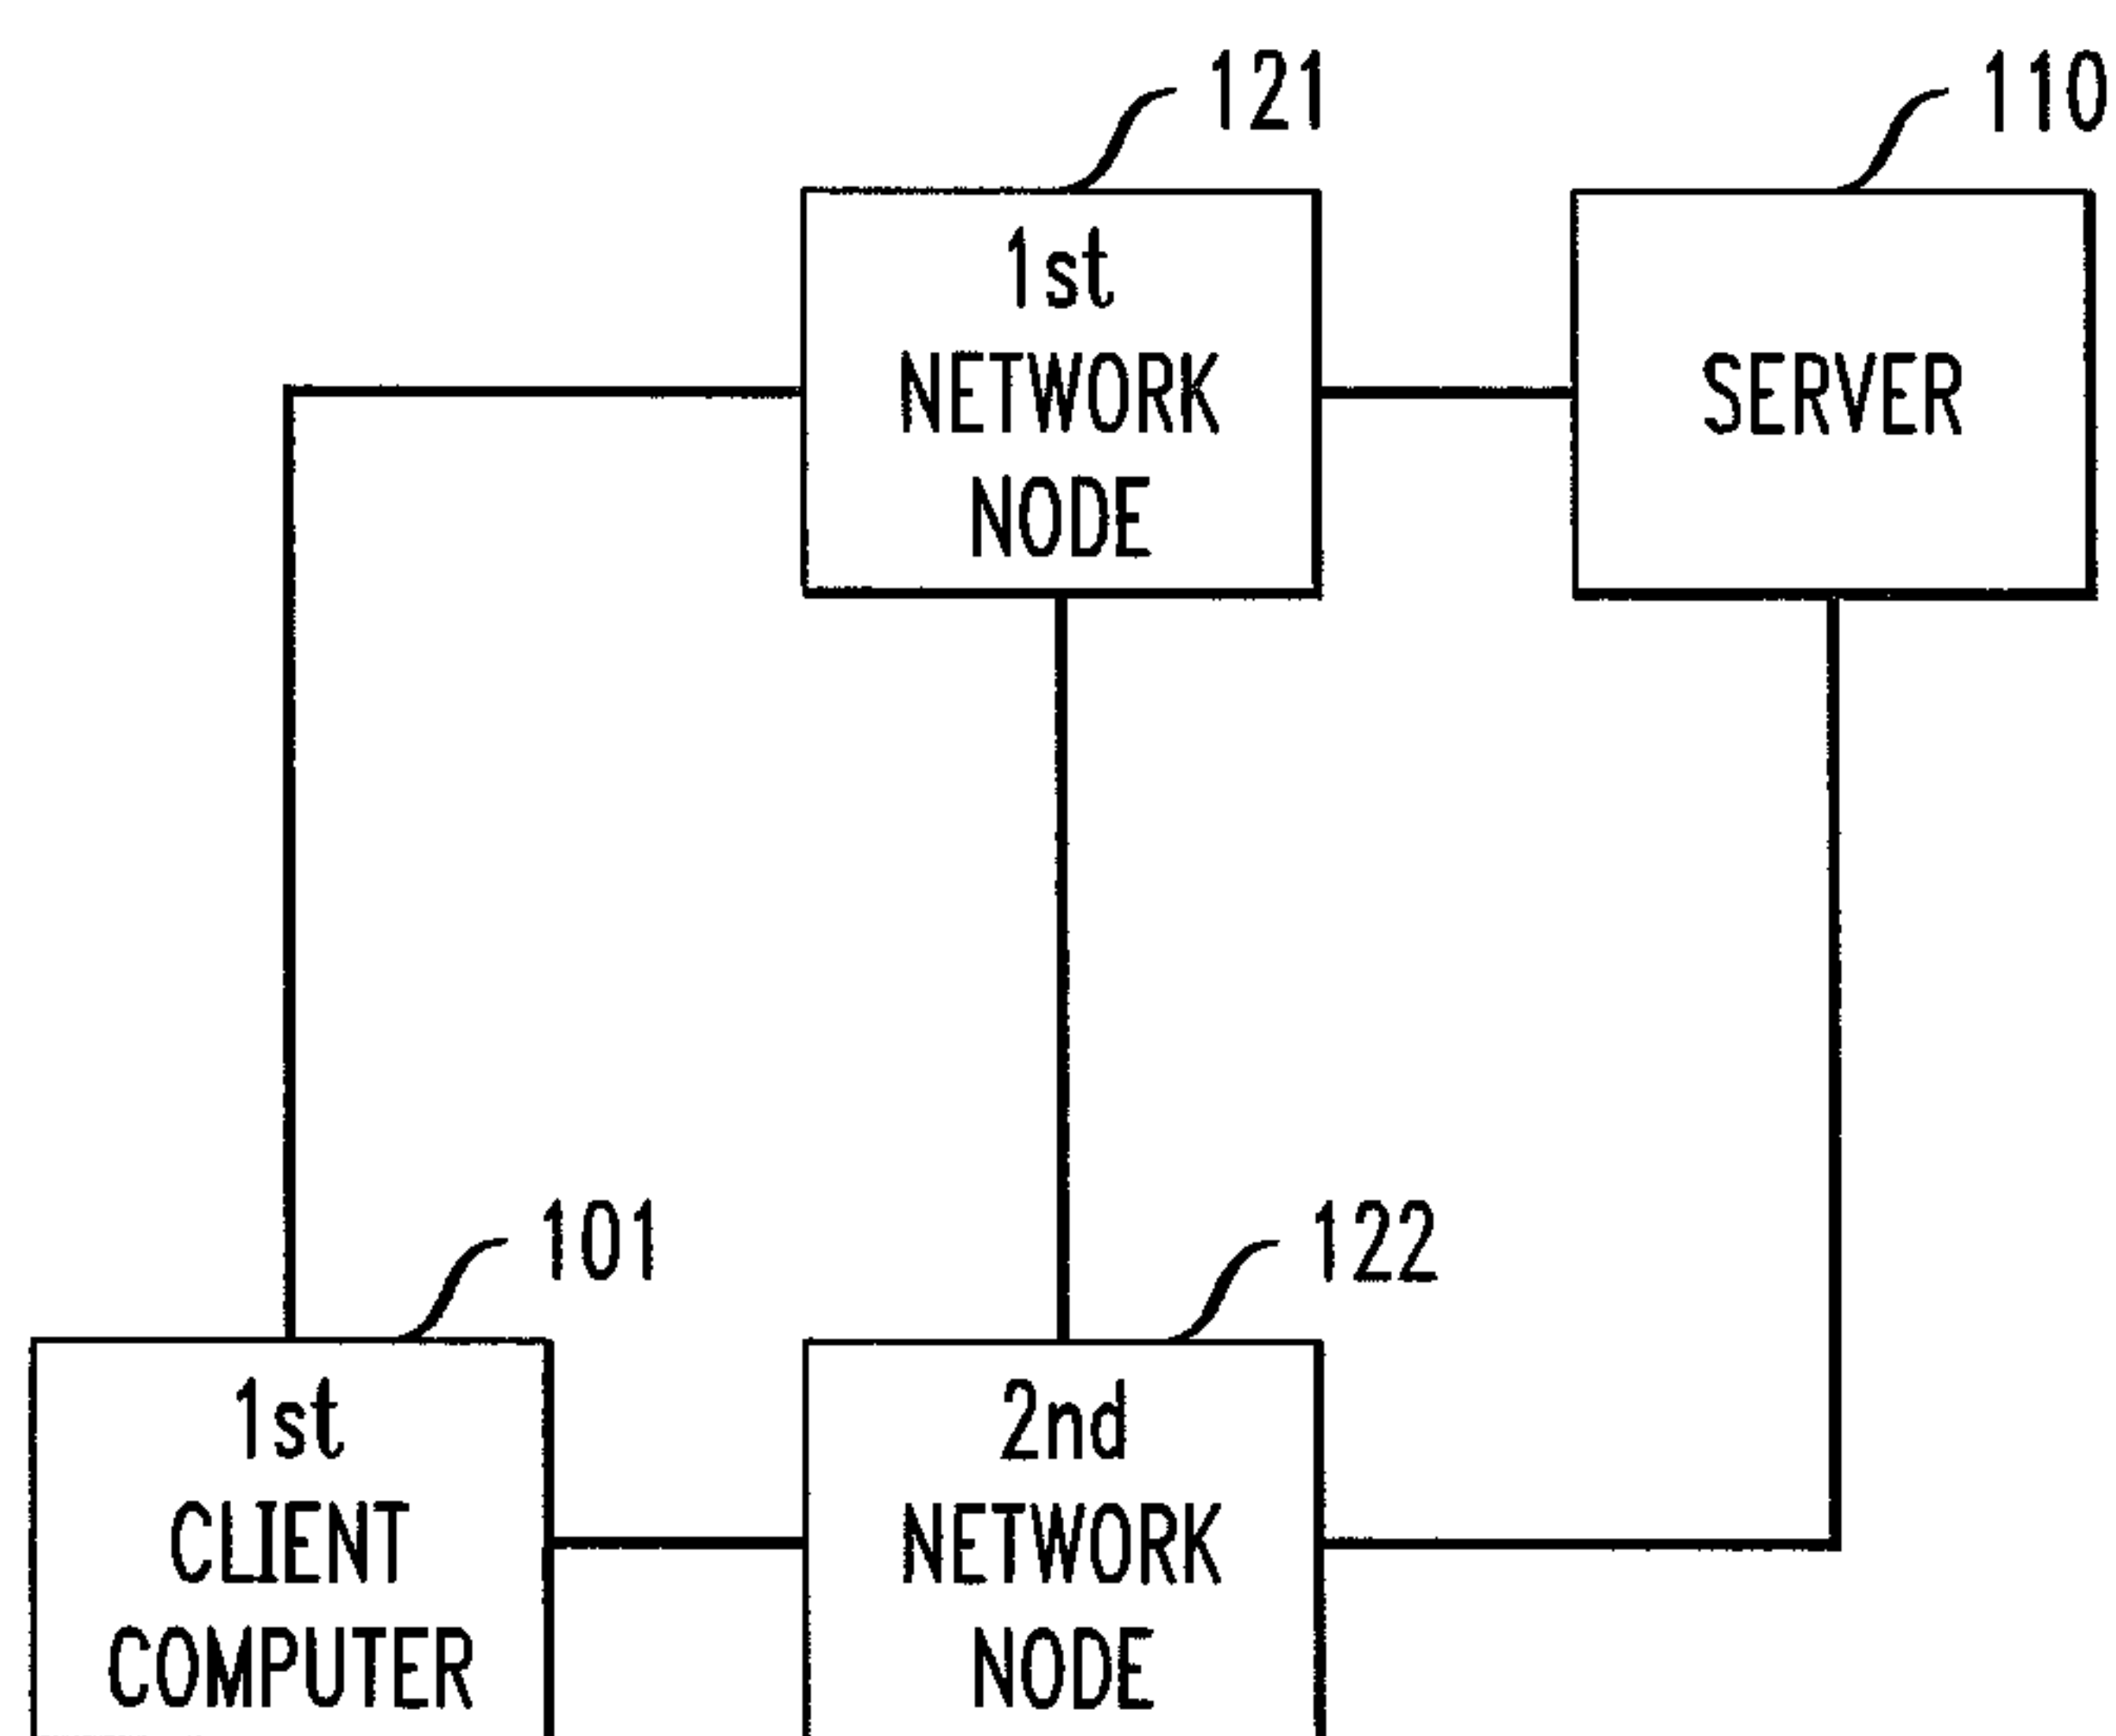 121
110
1st
NETWORK
NODE
SERVER
101
122
1st
CLIENT
COMPUTER
2nd
NETWORK
NODE